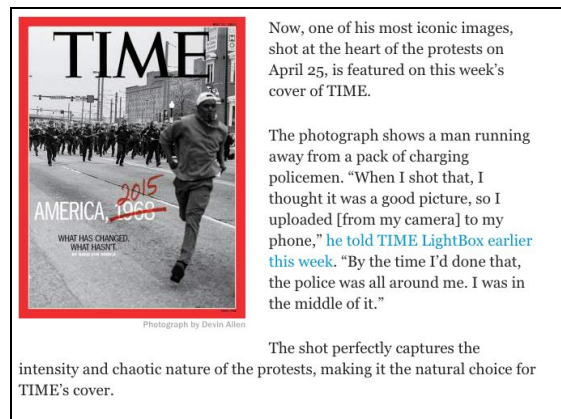 TIME
AMERICA, 1968
2015
WHAT HAS CHANGED.
WHAT HASN'T.
Photograph by Devin Allen
Now, one of his most iconic images,
shot at the heart of the protests on
April 25, is featured on this week’s
cover of TIME.
The photograph shows a man running
away from a pack of charging
policemen. “When I shot that, I
thought it was a good picture, so I
uploaded [from my camera] to my
phone,” he told TIME LightBox earlier
this week. “By the time I’d done that,
the police was all around me. I was in
the middle of it.”
The shot perfectly captures the
intensity and chaotic nature of the protests, making it the natural choice for
TIME’s cover.